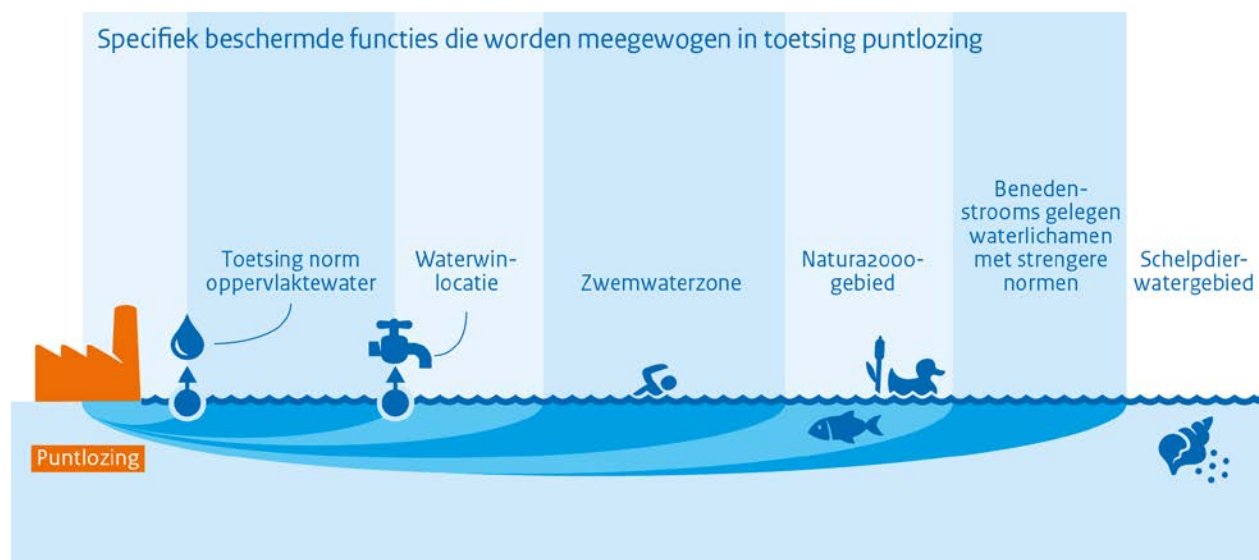 Specifiek beschermde functies die worden meegewogen in toetsing puntlozing
Toetsing norm
oppervlaktewater
Waterwin-
locatie
Zwemwaterzone
Natura2000-
gebied
Beneden-
strooms gelegen
waterlichamen
met strengere
normen
Schelpdier-
watergebied
Puntlozing